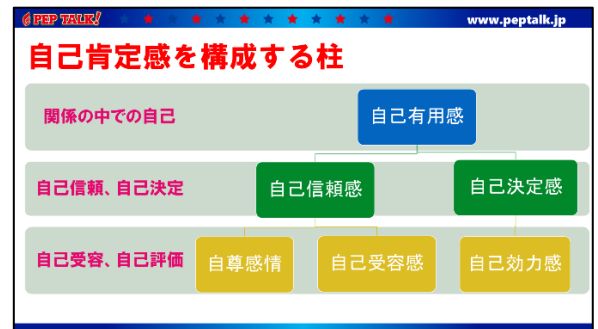 PEP TALK! www.peptalk.jp
自己肯定感を構成する柱
関係の中での自己 自己有用感
自己信頼、自己決定 自己信頼感 自己決定感
自己受容、自己評価 自尊感情 自己受容感 自己効力感